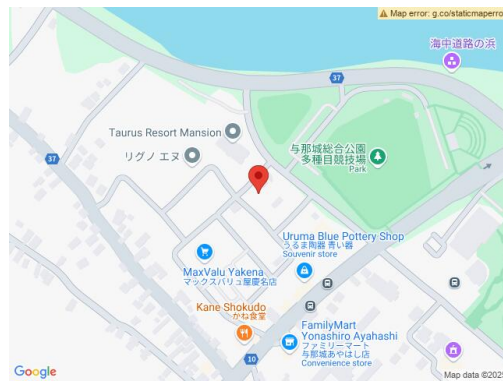 Map error: g.co/staticmaperro
海中道路の浜
37
Taurus Resort Mansion
リグノ エヌ
与那城総合公園
多種目競技場
Park
37
Uruma Blue Pottery Shop
うるま陶器 青い器
Souvenir store
MaxValu Yakena
マックスバリュ屋慶名店
Kane Shokudo
かね食堂
FamilyMart
Yonashiro Ayahashi
ファミリーマート
与那城あやはし店
Convenience store
10
Google
Map data ©2025